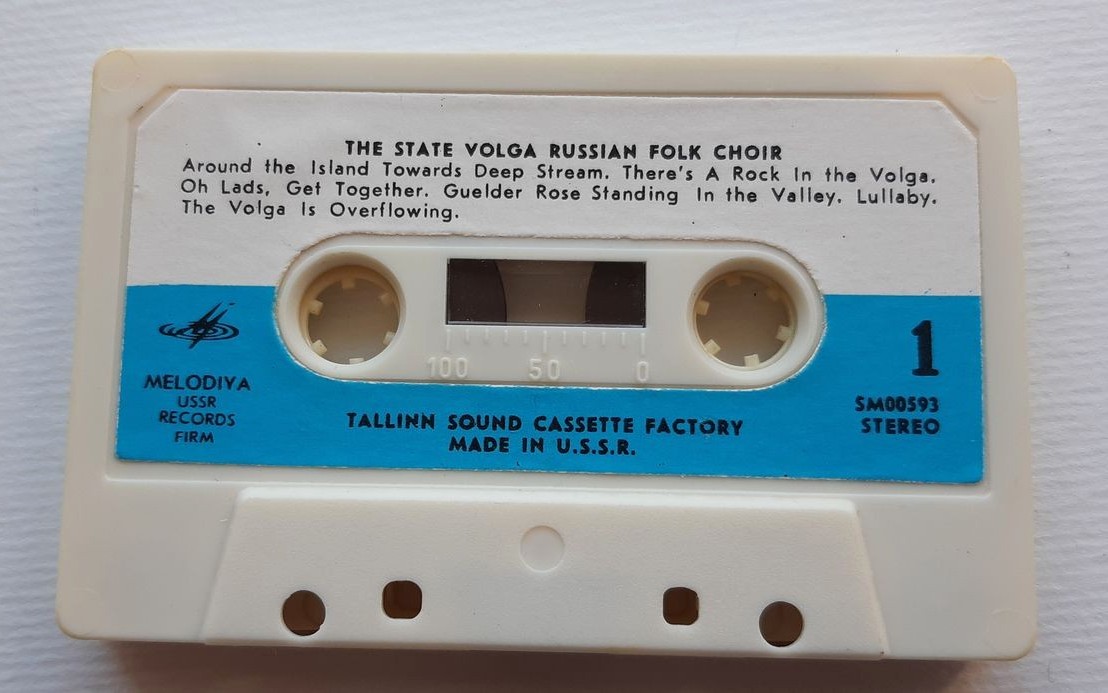 THE STATE VOLGA RUSSIAN FOLK CHOIR
Around the Island Towards Deep Stream. There's A Rock In the Volga.
Oh Lads, Get Together. Guelder Rose Standing In the Valley. Lullaby.
The Volga Is Overflowing.
100 50 0
1
MELODIYA
USSR
RECORDS
FIRM
TALLINN SOUND CASSETTE FACTORY
MADE IN U.S.S.R.
SM00593
STEREO